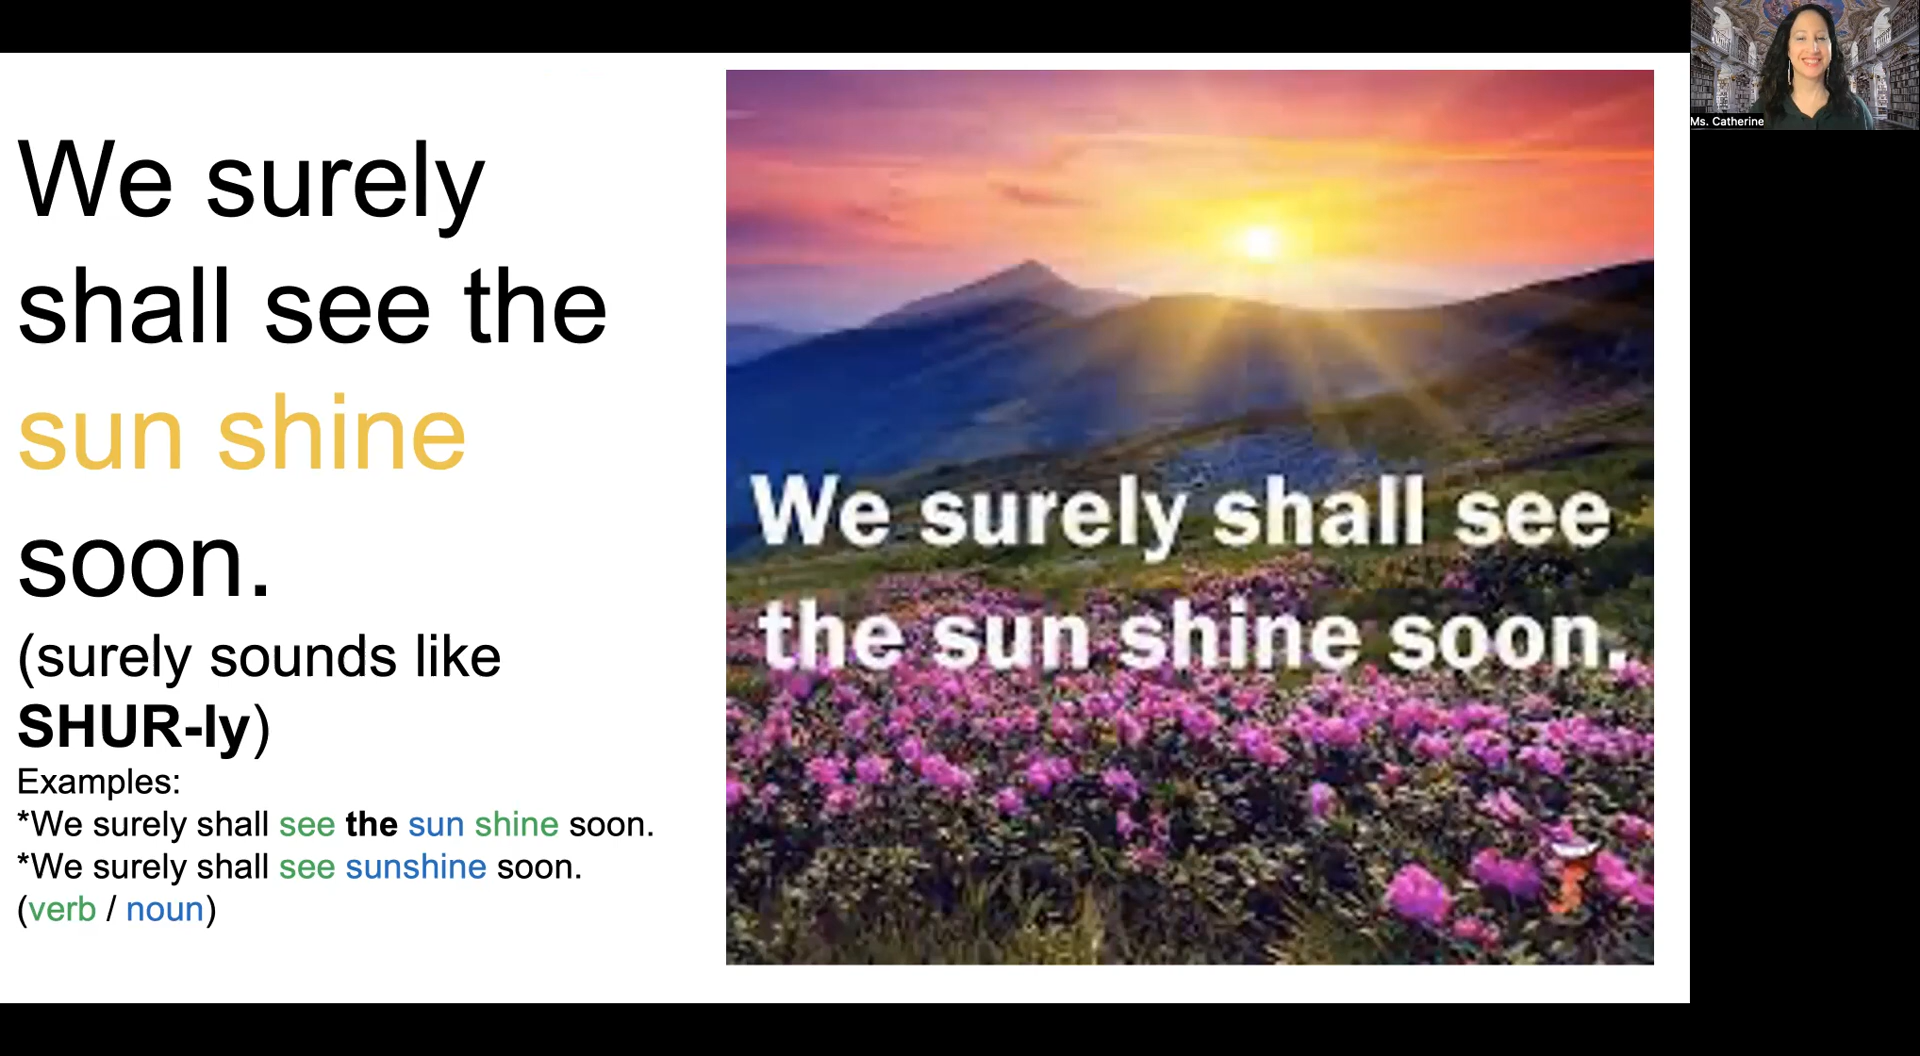 We surely
shall see the
sun shine
soon.
(surely sounds like
SHUR-ly)
Examples:
*We surely shall see the sun shine soon.
*We surely shall see sunshine soon.
(verb / noun)
We surely shall see
the sun shine soon.
Ms. Catherine